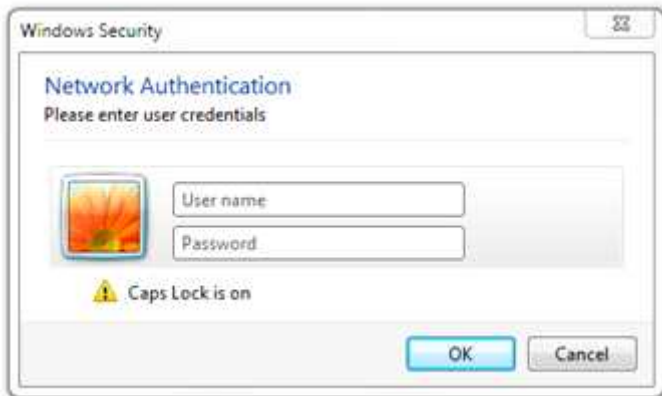 Windows Security
Network Authentication
Please enter user credentials
User name
Password
Caps Lock is on
OK
Cancel